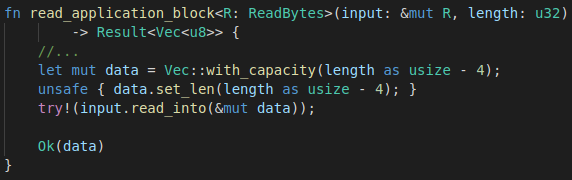 fn read_application_block<R: ReadBytes>(input: &mut R, length: u32)
        -> Result<Vec<u8>> {
    //...
    let mut data = Vec::with_capacity(length as usize - 4);
    unsafe { data.set_len(length as usize - 4); }
    try!(input.read_into(&mut data));

    Ok(data)
}